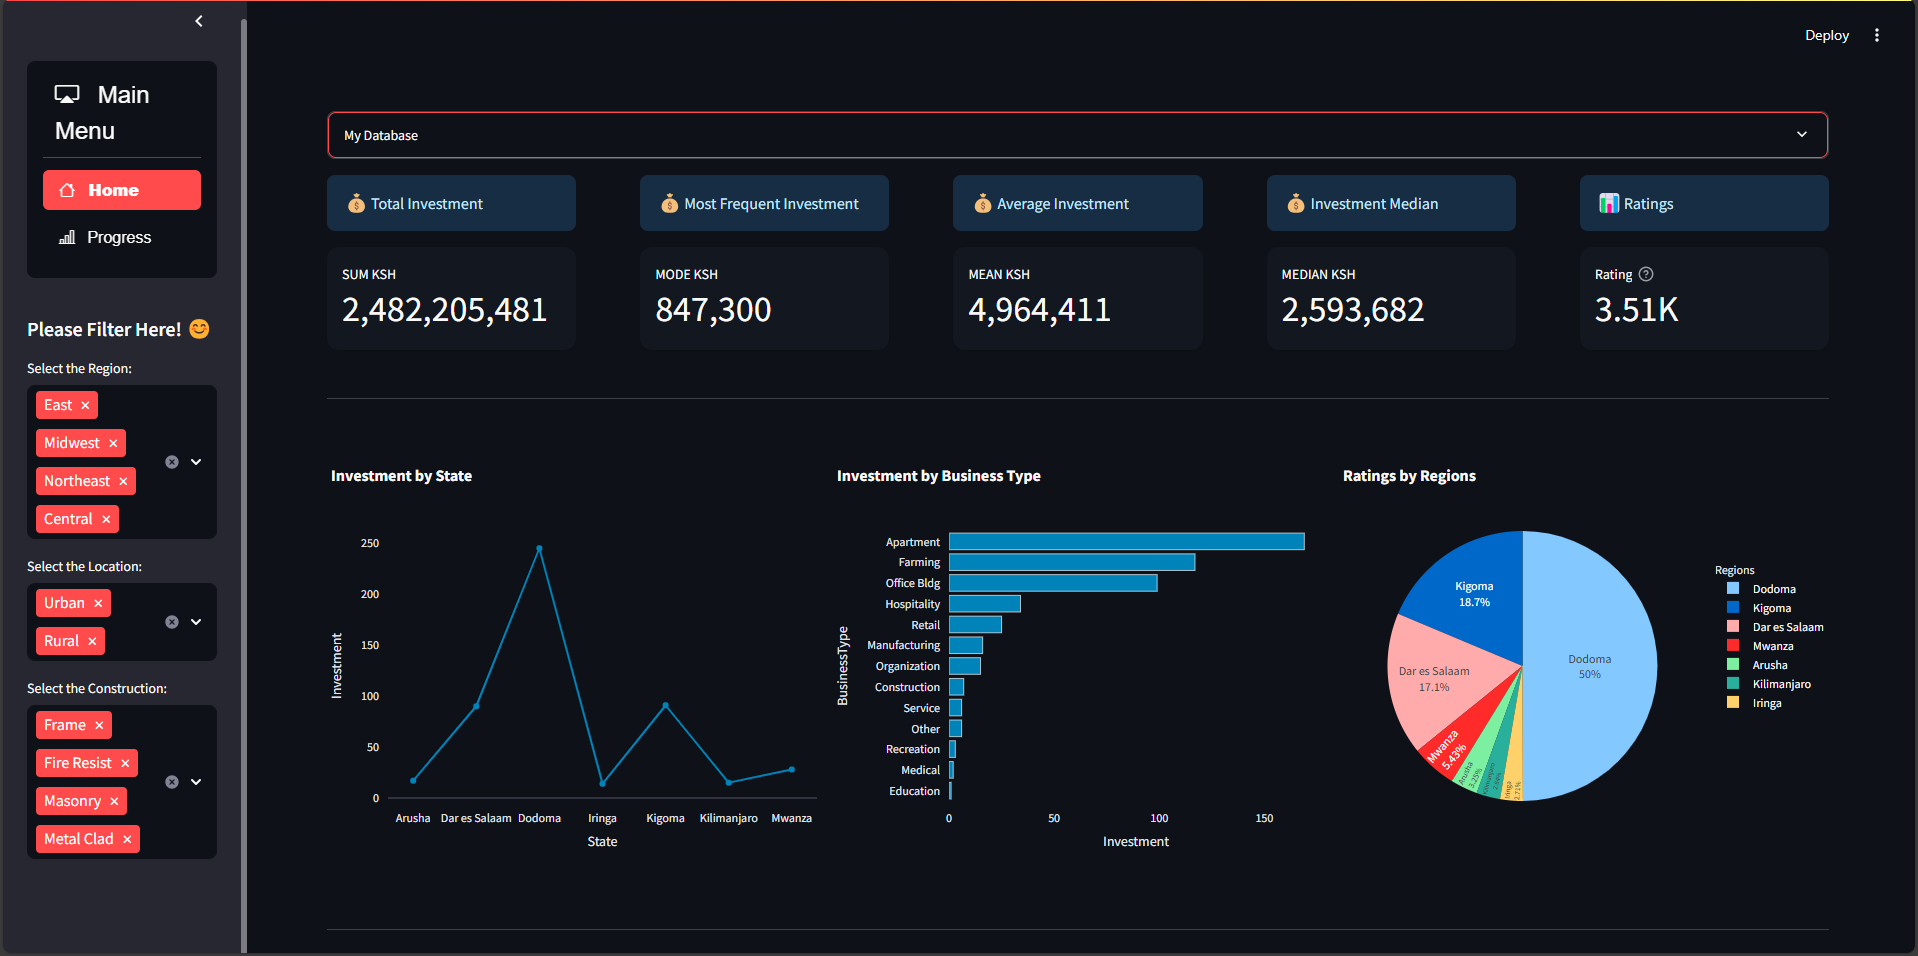 Deploy
Main
Menu
Home
Progress
Please Filter Here! 😊
Select the Region:
East ×
Midwest ×
Northeast ×
Central ×
Select the Location:
Urban ×
Rural ×
Select the Construction:
Frame ×
Fire Resist ×
Masonry ×
Metal Clad ×
My Database
Total Investment
Most Frequent Investment
Average Investment
Investment Median
Ratings
SUM KSH
2,482,205,481
MODE KSH
847,300
MEAN KSH
4,964,411
MEDIAN KSH
2,593,682
Rating
3.51K
Investment by State
250
200
150
100
50
0
Investment
Arusha
Dar es Salaam
Dodoma
Iringa
Kigoma
Kilimanjaro
Mwanza
State
Investment by Business Type
BusinessType
Apartment
Farming
Office Bldg
Hospitality
Retail
Manufacturing
Organization
Construction
Service
Other
Recreation
Medical
Education
0
50
100
150
Investment
Ratings by Regions
Dodoma
50%
Kigoma
18.7%
Dar es Salaam
17.1%
Mwanza
5.43%
Arusha
3.25%
Kilimanjaro
Iringa
2.71%
Regions
Dodoma
Kigoma
Dar es Salaam
Mwanza
Arusha
Kilimanjaro
Iringa